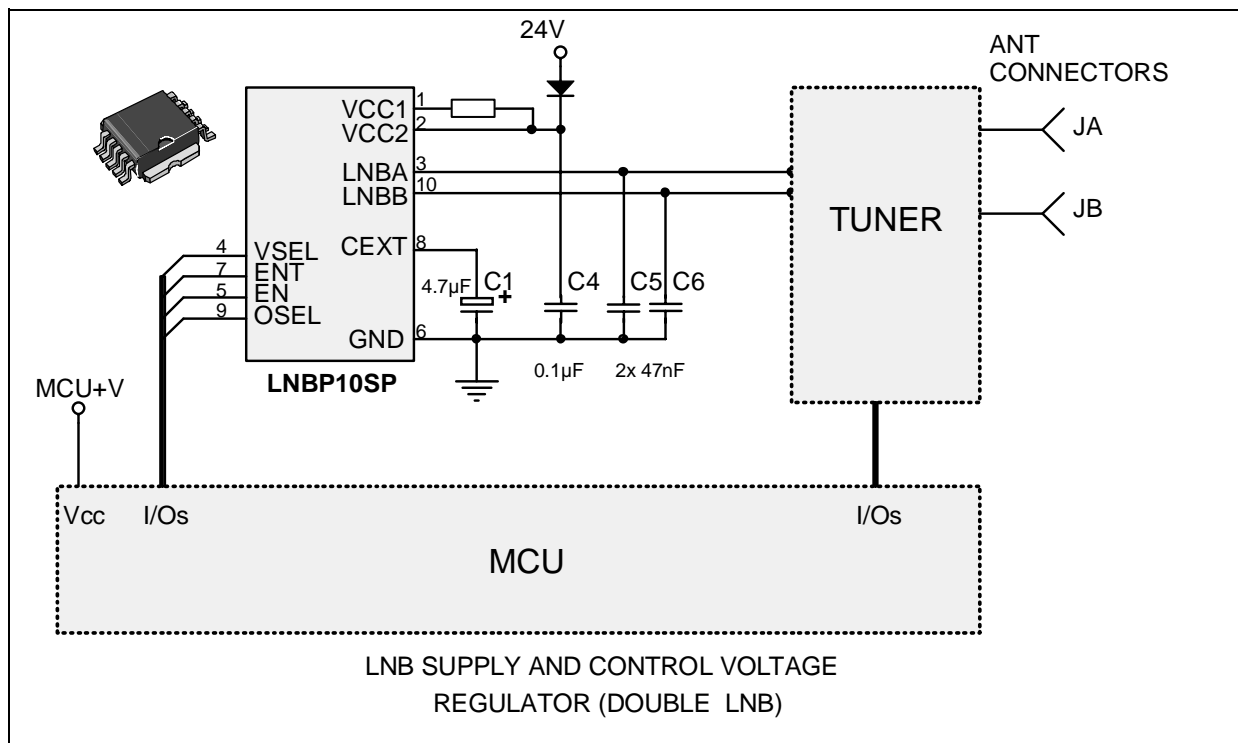 24V
ANT
CONNECTORS
VCC1 1
VCC2 2
LNBA 3
LNBB 10
JA
JB
TUNER
4 VSEL
7 ENT
5 EN
9 OSEL
CEXT 8
4.7µF C1 +
C4 C5 C6
GND 6
LNBP10SP
0.1µF 2x 47nF
MCU+V
Vcc I/Os I/Os
MCU
LNB SUPPLY AND CONTROL VOLTAGE
REGULATOR (DOUBLE LNB)